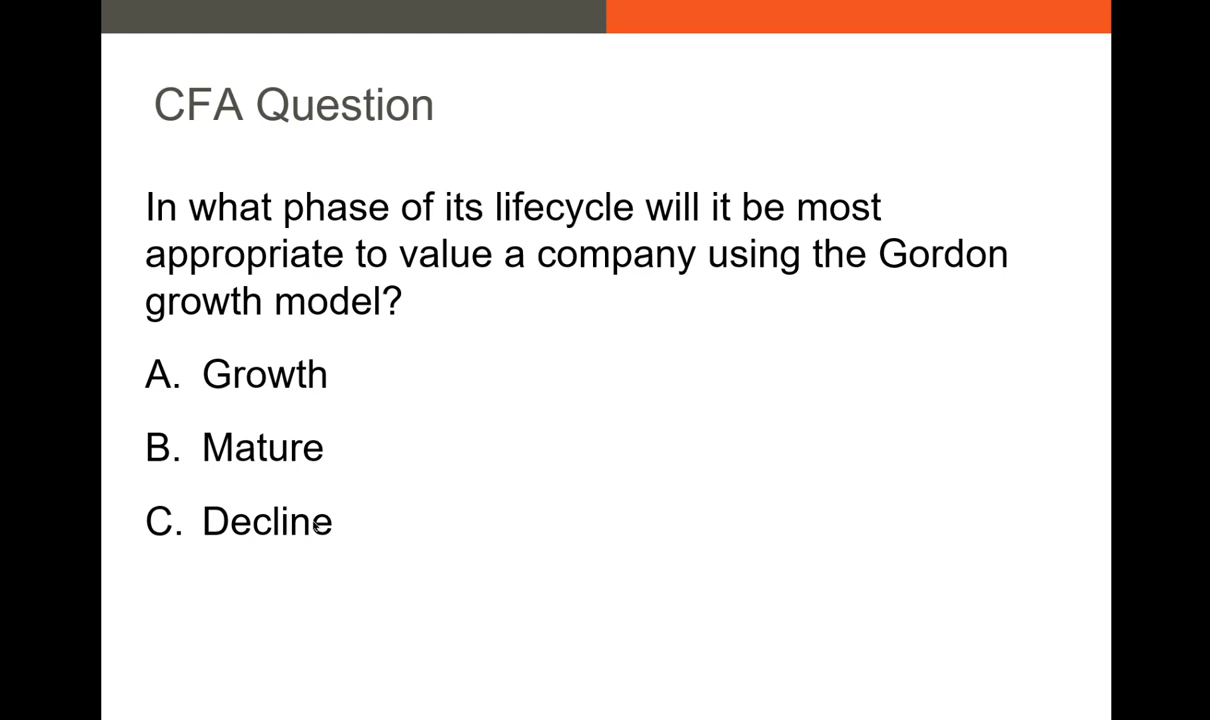 CFA Question
In what phase of its lifecycle will it be most
appropriate to value a company using the Gordon
growth model?
A. Growth
B. Mature
C. Decline